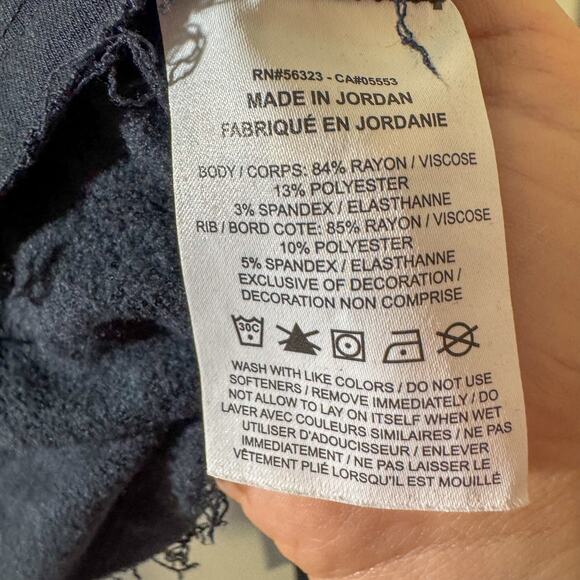 RN#56323 - CA#05553
MADE IN JORDAN
FABRIQUÉ EN JORDANIE
BODY / CORPS: 84% RAYON / VISCOSE
13% POLYESTER
3% SPANDEX / ELASTHANNE
RIB / BORD COTE: 85% RAYON / VISCOSE
10% POLYESTER
5% SPANDEX / ELASTHANNE
EXCLUSIVE OF DECORATION /
DECORATION NON COMPRISE
30C
WASH WITH LIKE COLORS / DO NOT USE
SOFTENERS / REMOVE IMMEDIATELY / DO
NOT ALLOW TO LAY ON ITSELF WHEN WET
LAVER AVEC COULEURS SIMILAIRES / NE PAS
UTILISER D'ADOUCISSEUR / ENLEVER
IMMEDIATEMENT / NE PAS LAISSER LE
VÊTEMENT PLIÉ LORSQU'IL EST MOUILLÉ